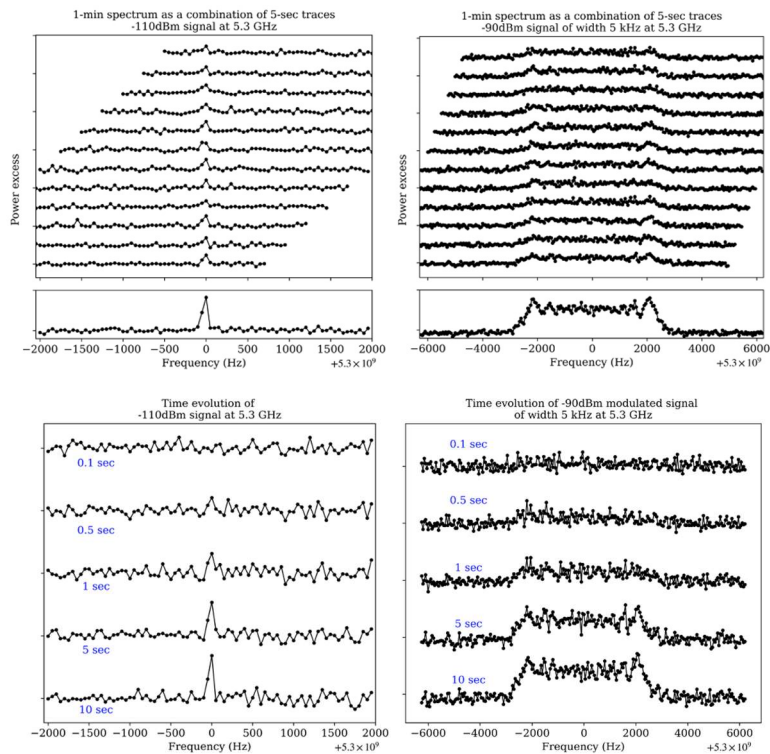 1-min spectrum as a combination of 5-sec traces
-110dBm signal at 5.3 GHz
Power excess
−2000 −1500 −1000 −500 0 500 1000 1500 2000
Frequency (Hz)
+5.3×10⁹
1-min spectrum as a combination of 5-sec traces
-90dBm signal of width 5 kHz at 5.3 GHz
Power excess
−6000 −4000 −2000 0 2000 4000 6000
Frequency (Hz)
+5.3×10⁹
Time evolution of
-110dBm signal at 5.3 GHz
0.1 sec
0.5 sec
1 sec
5 sec
10 sec
−2000 −1500 −1000 −500 0 500 1000 1500 2000
Frequency (Hz)
+5.3×10⁹
Time evolution of -90dBm modulated signal
of width 5 kHz at 5.3 GHz
0.1 sec
0.5 sec
1 sec
5 sec
10 sec
−6000 −4000 −2000 0 2000 4000 6000
Frequency (Hz)
+5.3×10⁹